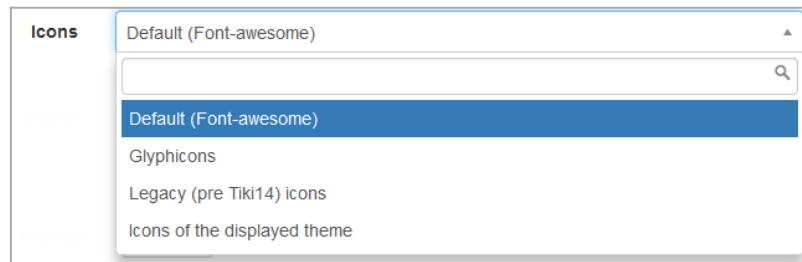 Icons
Default (Font-awesome)
Default (Font-awesome)
Glyphicons
Legacy (pre Tiki14) icons
Icons of the displayed theme